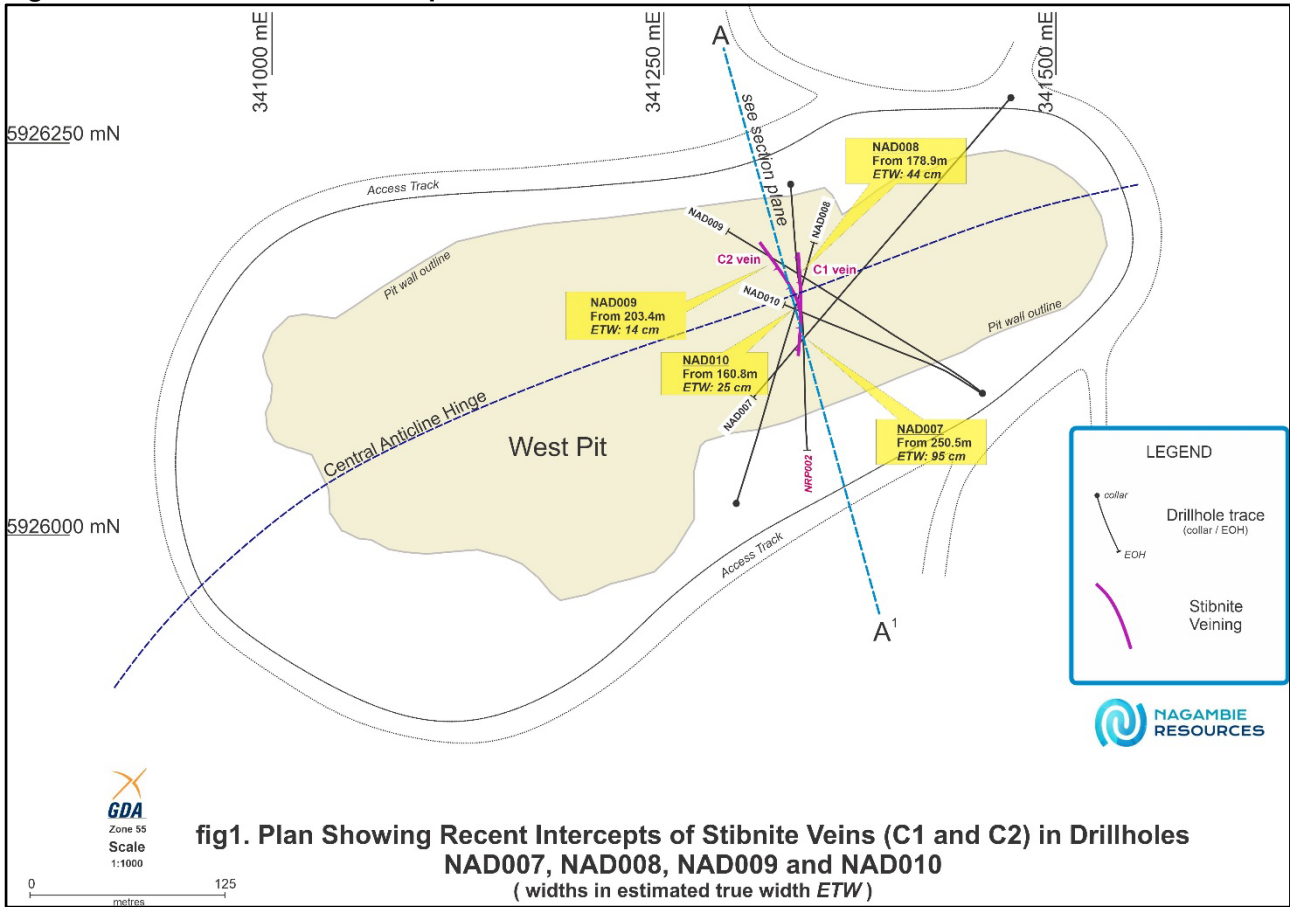 341000 mE
341250 mE
341500 mE
5926250 mN
5926000 mN
A
see section plane
A1
Access Track
Pit wall outline
NAD008
From 178.9m
ETW: 44 cm
NAD009
NAD008
C2 vein
C1 vein
NAD010
NAD009
From 203.4m
ETW: 14 cm
NAD010
From 160.8m
ETW: 25 cm
Pit wall outline
NAD007
NAD007
From 250.5m
ETW: 95 cm
NRP002
Central Anticline Hinge
West Pit
Access Track
LEGEND
collar
Drillhole trace
(collar / EOH)
EOH
Stibnite
Veining
NAGAMBIE
RESOURCES
GDA
Zone 55
Scale
1:1000
0 125
metres
fig1. Plan Showing Recent Intercepts of Stibnite Veins (C1 and C2) in Drillholes
NAD007, NAD008, NAD009 and NAD010
( widths in estimated true width ETW )